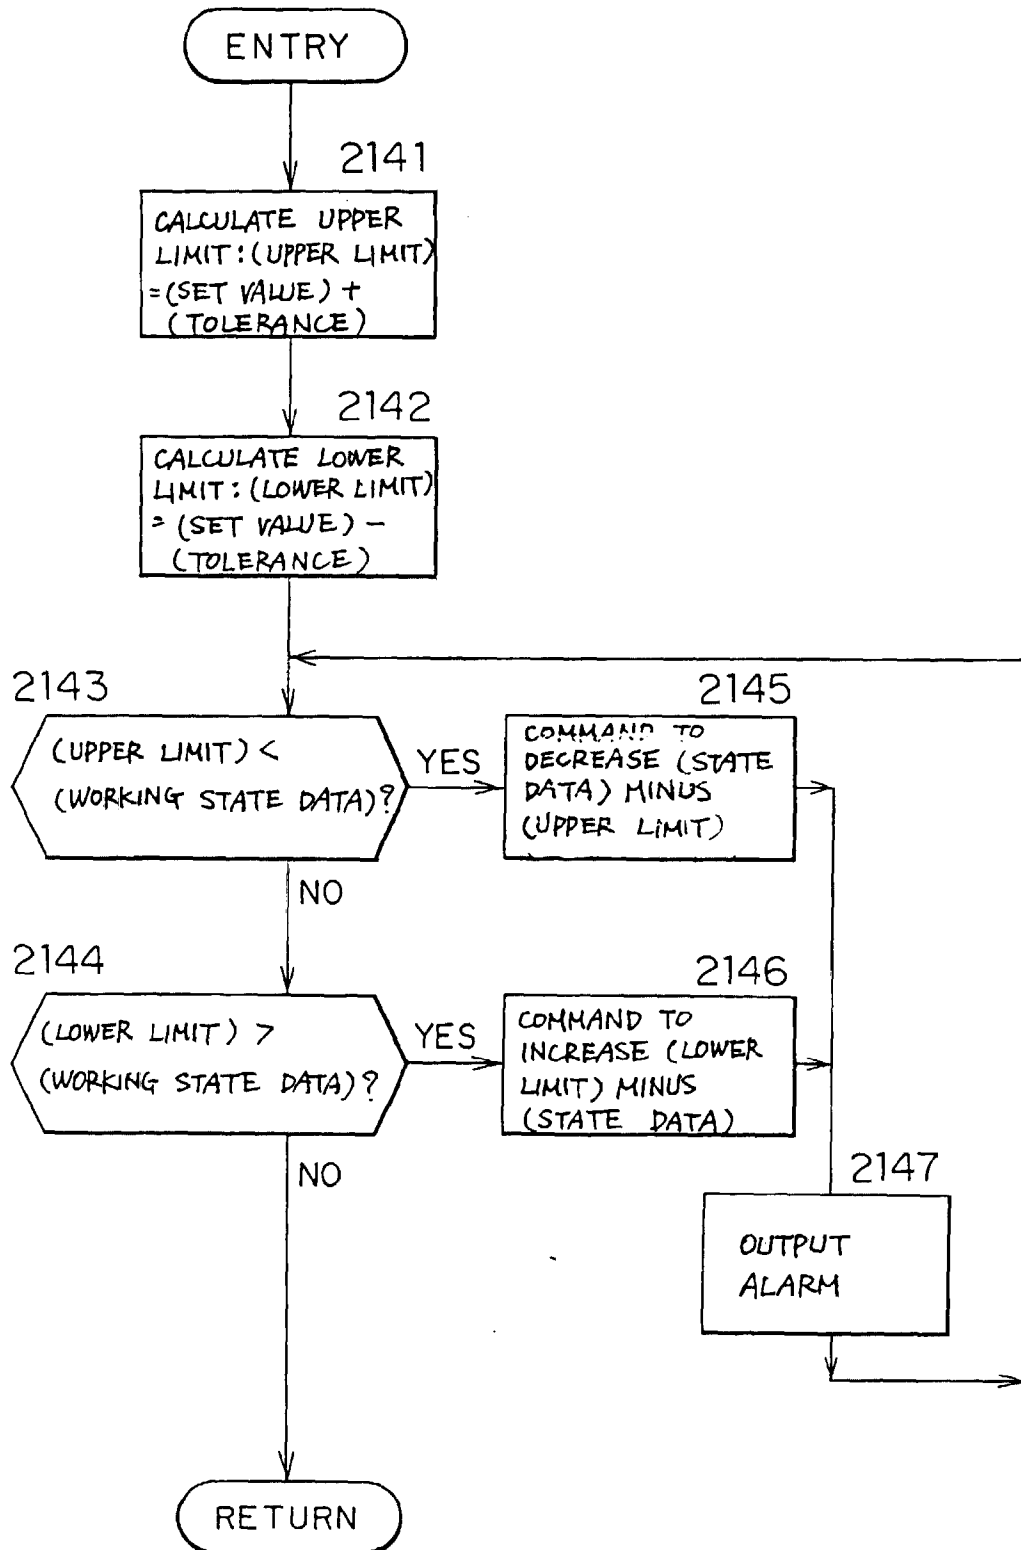 ENTRY
2141
CALCULATE UPPER
LIMIT: (UPPER LIMIT)
=(SET VALUE) +
(TOLERANCE)
2142
CALCULATE LOWER
LIMIT: (LOWER LIMIT)
= (SET VALUE) -
(TOLERANCE)
2143
(UPPER LIMIT) <
(WORKING STATE DATA)?
YES
2145
COMMAND TO
DECREASE (STATE
DATA) MINUS
(UPPER LIMIT)
NO
2144
(LOWER LIMIT) >
(WORKING STATE DATA)?
YES
2146
COMMAND TO
INCREASE (LOWER
LIMIT) MINUS
(STATE DATA)
NO
2147
OUTPUT
ALARM
RETURN